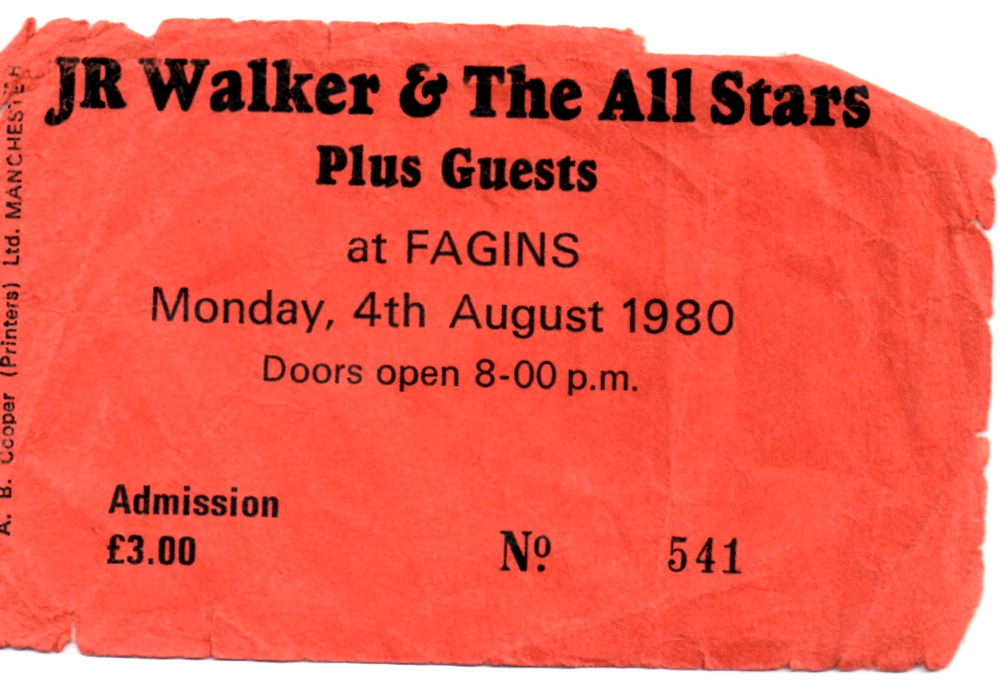 JR Walker & The All Stars
Plus Guests
at FAGINS
Monday, 4th August 1980
Doors open 8-00 p.m.
Admission
£3.00
Nº 541
A. B. Cooper (Printers) Ltd. MANCHESTER